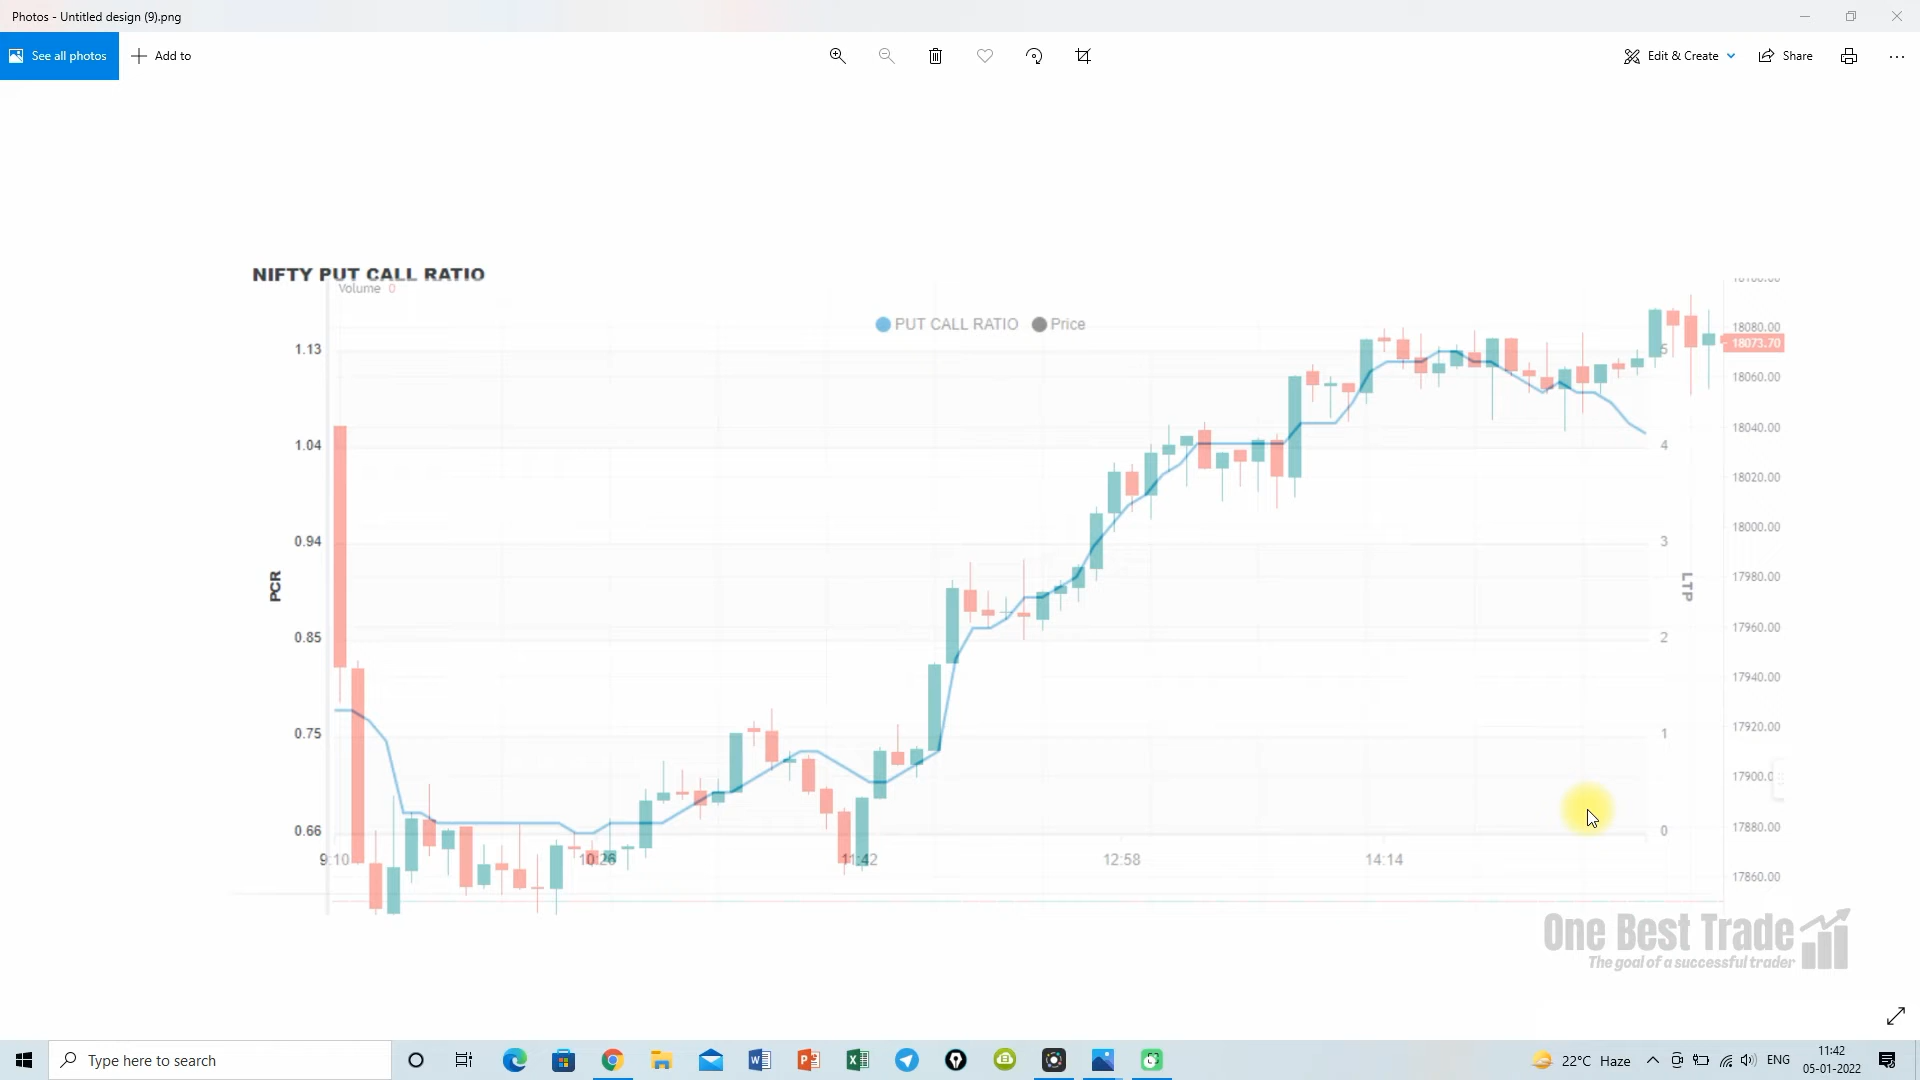 Photos - Untitled design (9).png
See all photos
Add to
Edit & Create
Share
NIFTY PUT CALL RATIO
Volume 0
PUT CALL RATIO
Price
1.13
1.04
0.94
0.85
0.75
0.66
PCR
5
4
3
2
1
0
LTP
18080.00
18073.70
18060.00
18040.00
18020.00
18000.00
17980.00
17960.00
17940.00
17920.00
17900.0
17880.00
17860.00
9:10
10:26
11:42
12:58
14:14
One Best Trade
The goal of a successful trader
Type here to search
22°C Haze
ENG
11:42
05-01-2022